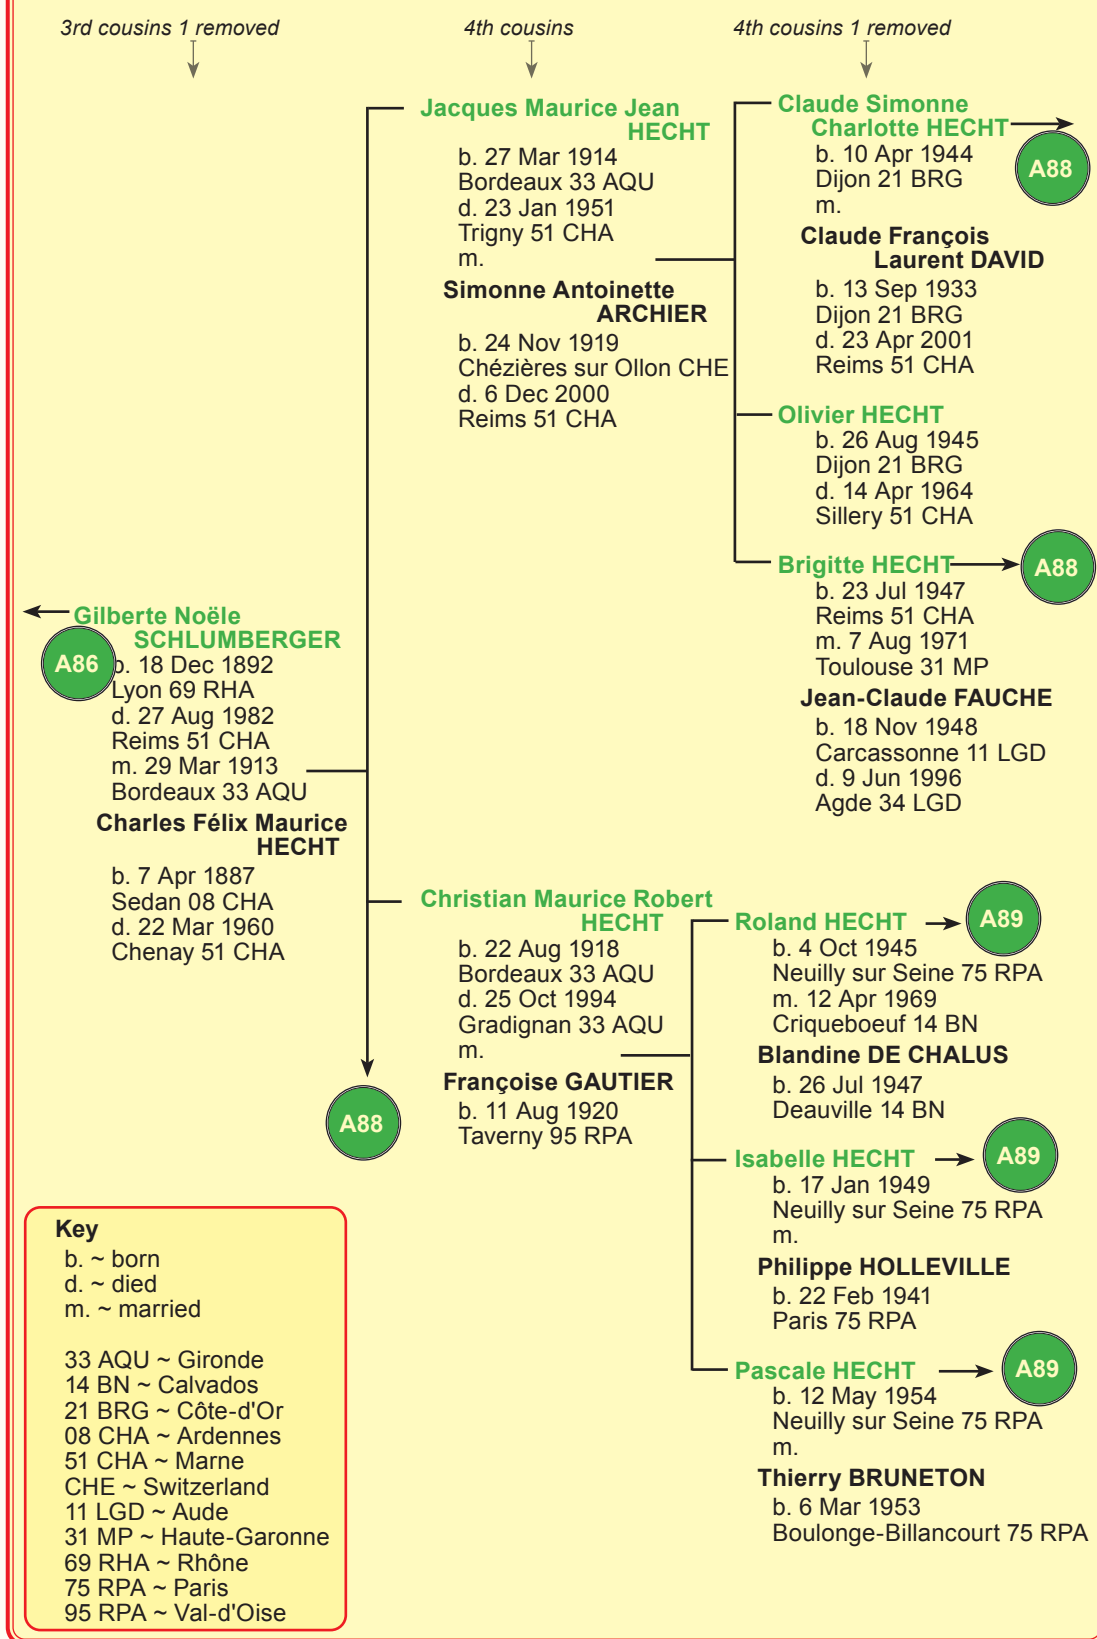 3rd cousins 1 removed
4th cousins
4th cousins 1 removed
Gilberte Noële
SCHLUMBERGER
A86
b. 18 Dec 1892
Lyon 69 RHA
d. 27 Aug 1982
Reims 51 CHA
m. 29 Mar 1913
Bordeaux 33 AQU
Charles Félix Maurice
HECHT
b. 7 Apr 1887
Sedan 08 CHA
d. 22 Mar 1960
Chenay 51 CHA
A88
Jacques Maurice Jean
HECHT
b. 27 Mar 1914
Bordeaux 33 AQU
d. 23 Jan 1951
Trigny 51 CHA
m.
Simonne Antoinette
ARCHIER
b. 24 Nov 1919
Chézières sur Ollon CHE
d. 6 Dec 2000
Reims 51 CHA
Claude Simonne
Charlotte HECHT
A88
b. 10 Apr 1944
Dijon 21 BRG
m.
Claude François
Laurent DAVID
b. 13 Sep 1933
Dijon 21 BRG
d. 23 Apr 2001
Reims 51 CHA
Olivier HECHT
b. 26 Aug 1945
Dijon 21 BRG
d. 14 Apr 1964
Sillery 51 CHA
Brigitte HECHT
A88
b. 23 Jul 1947
Reims 51 CHA
m. 7 Aug 1971
Toulouse 31 MP
Jean-Claude FAUCHE
b. 18 Nov 1948
Carcassonne 11 LGD
d. 9 Jun 1996
Agde 34 LGD
Christian Maurice Robert
HECHT
b. 22 Aug 1918
Bordeaux 33 AQU
d. 25 Oct 1994
Gradignan 33 AQU
m.
Françoise GAUTIER
b. 11 Aug 1920
Taverny 95 RPA
Roland HECHT
A89
b. 4 Oct 1945
Neuilly sur Seine 75 RPA
m. 12 Apr 1969
Criqueboeuf 14 BN
Blandine DE CHALUS
b. 26 Jul 1947
Deauville 14 BN
Isabelle HECHT
A89
b. 17 Jan 1949
Neuilly sur Seine 75 RPA
m.
Philippe HOLLEVILLE
b. 22 Feb 1941
Paris 75 RPA
Pascale HECHT
A89
b. 12 May 1954
Neuilly sur Seine 75 RPA
m.
Thierry BRUNETON
b. 6 Mar 1953
Boulonge-Billancourt 75 RPA
Key
b. ~ born
d. ~ died
m. ~ married
33 AQU ~ Gironde
14 BN ~ Calvados
21 BRG ~ Côte-d'Or
08 CHA ~ Ardennes
51 CHA ~ Marne
CHE ~ Switzerland
11 LGD ~ Aude
31 MP ~ Haute-Garonne
69 RHA ~ Rhône
75 RPA ~ Paris
95 RPA ~ Val-d'Oise